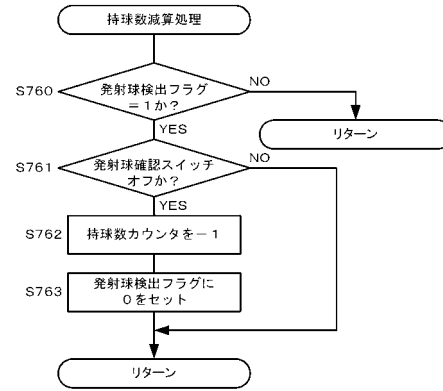 持球数減算処理
S760
発射球検出フラグ
＝１か？
NO
YES
リターン
S761
発射球確認スイッチ
オフか？
NO
YES
S762
持球数カウンタを－１
S763
発射球検出フラグに
０をセット
リターン